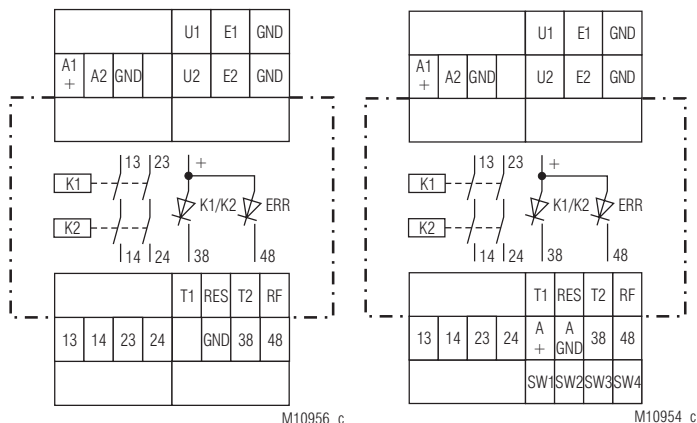 U1 E1 GND
A1 + A2 GND U2 E2 GND
13 23 +
K1 K1/K2 ERR
K2
14 24 38 48
T1 RES T2 RF
13 14 23 24 GND 38 48
M10956_c
U1 E1 GND
A1 + A2 GND U2 E2 GND
13 23 +
K1 K1/K2 ERR
K2
14 24 38 48
T1 RES T2 RF
13 14 23 24 A + A GND 38 48
SW1 SW2 SW3 SW4
M10954_c